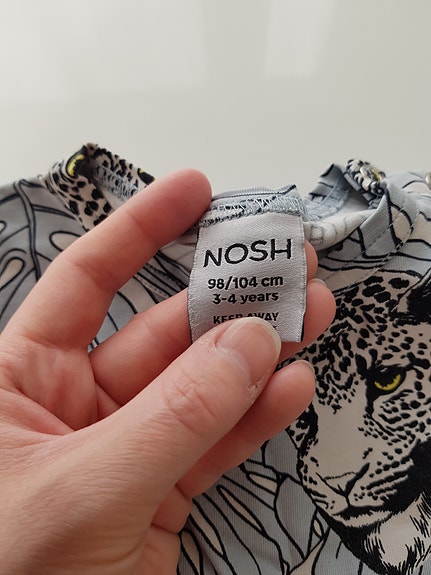 NOSH
98/104 cm
3-4 years
KEEP AWAY